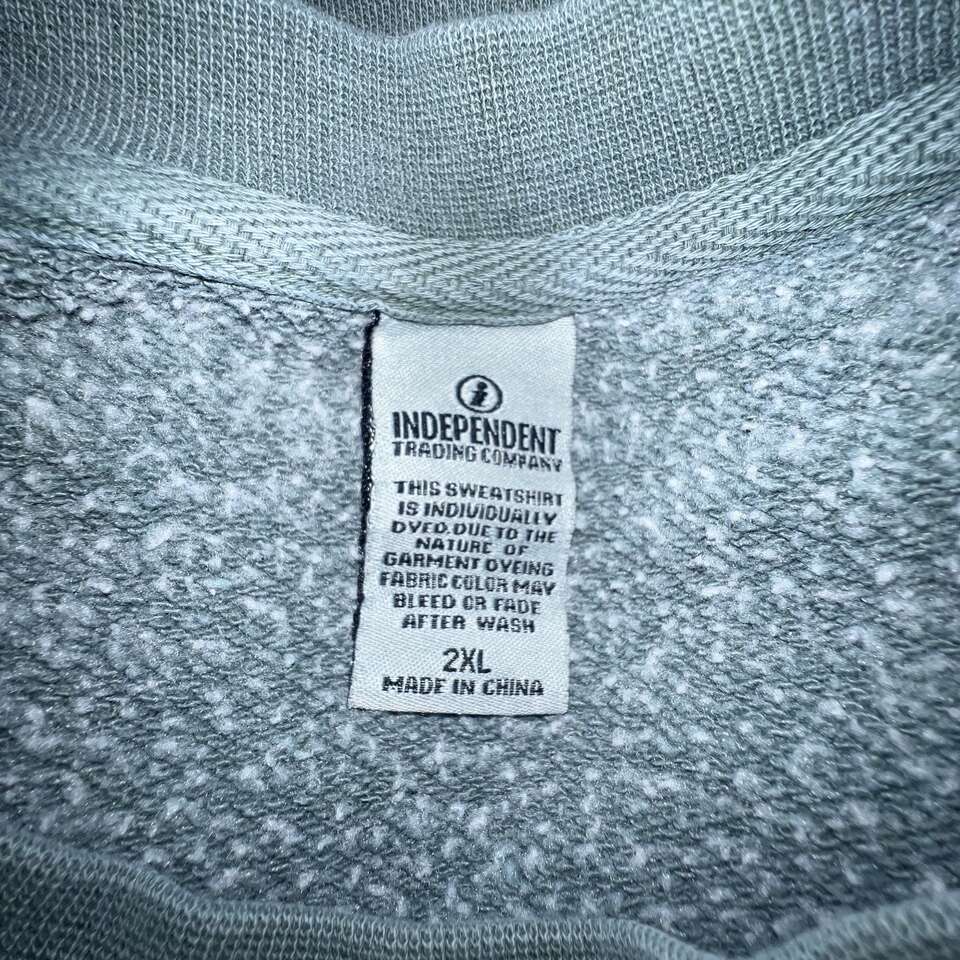 INDEPENDENT
TRADING COMPANY
THIS SWEATSHIRT
IS INDIVIDUALLY
DYED. DUE TO THE
NATURE OF
GARMENT DYEING
FABRIC COLOR MAY
BLEED OR FADE
AFTER WASH
2XL
MADE IN CHINA